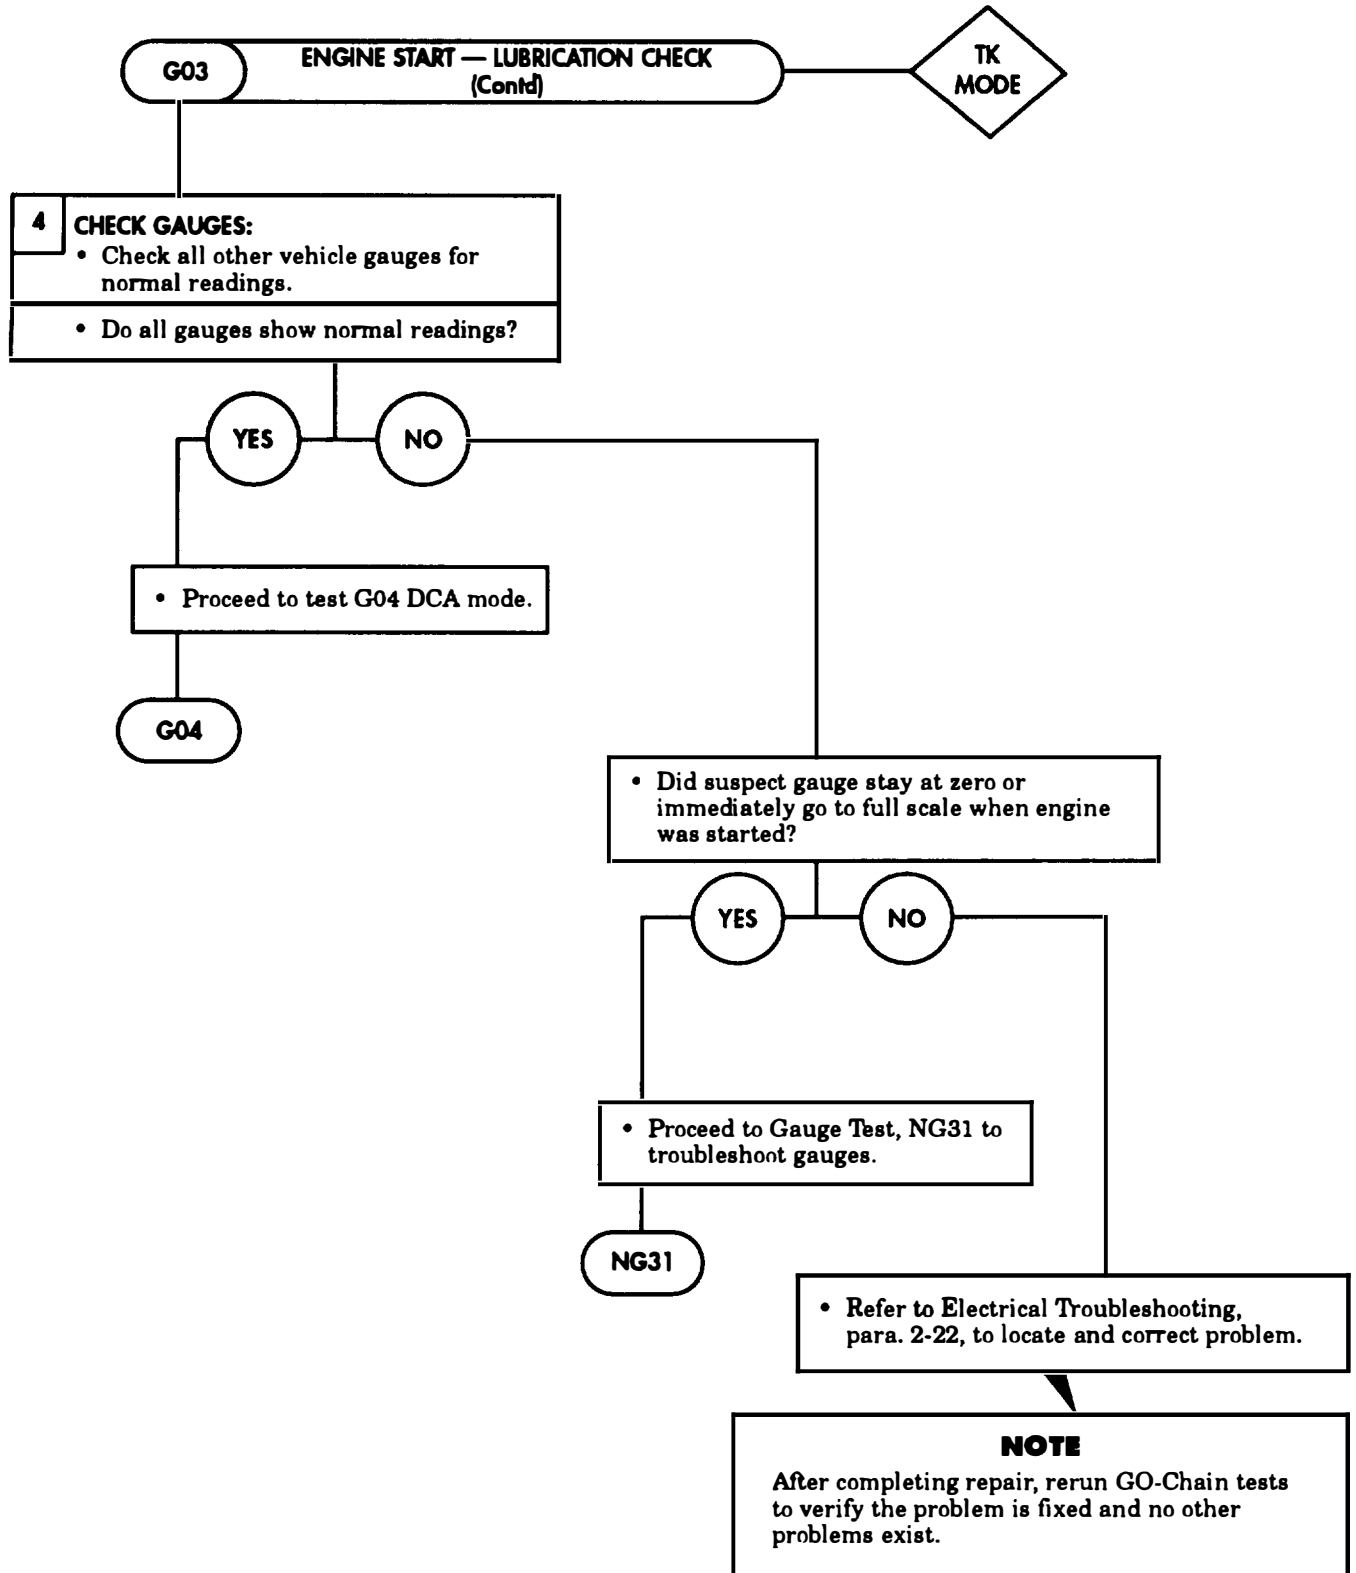 G03
ENGINE START — LUBRICATION CHECK
(Contd)
TK
MODE
4
CHECK GAUGES:
• Check all other vehicle gauges for
normal readings.
• Do all gauges show normal readings?
YES
NO
• Proceed to test G04 DCA mode.
G04
• Did suspect gauge stay at zero or
immediately go to full scale when engine
was started?
YES
NO
• Proceed to Gauge Test, NG31 to
troubleshoot gauges.
NG31
• Refer to Electrical Troubleshooting,
para. 2-22, to locate and correct problem.
NOTE
After completing repair, rerun GO-Chain tests
to verify the problem is fixed and no other
problems exist.